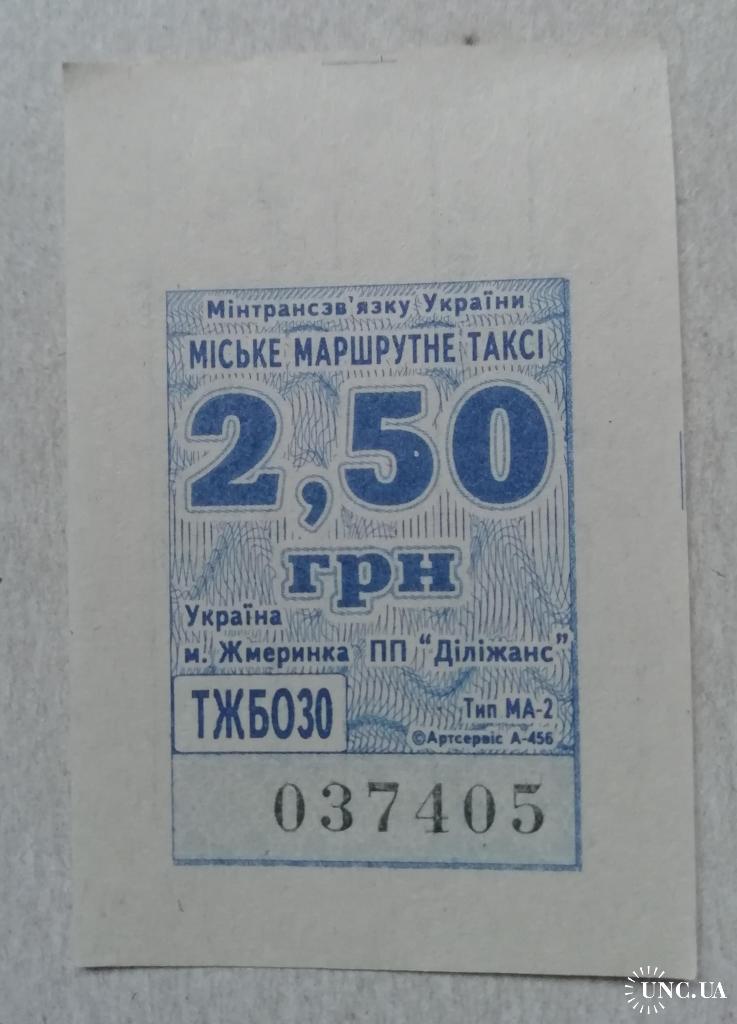 Мінтрансзв'язку України
МІСЬКЕ МАРШРУТНЕ ТАКСІ
2,50
грн
Україна
м. Жмеринка ПП "Діліжанс"
ТЖБ030 Тип МА-2
©Артсервіс А-456
037405
UNC.UA